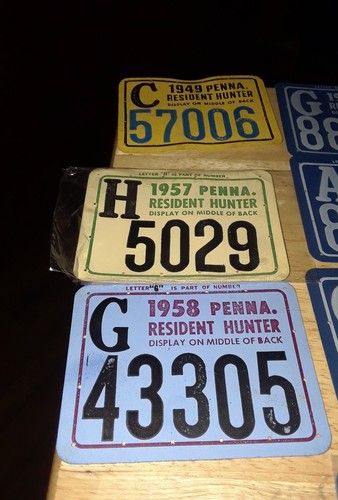 C 1949 PENNA.
RESIDENT HUNTER
DISPLAY ON MIDDLE OF BACK
57006
LETTER "H" IS PART OF NUMBER
H 1957 PENNA.
RESIDENT HUNTER
DISPLAY ON MIDDLE OF BACK
5029
LETTER "G" IS PART OF NUMBER
G 1958 PENNA.
RESIDENT HUNTER
DISPLAY ON MIDDLE OF BACK
43305
G
88
A
8